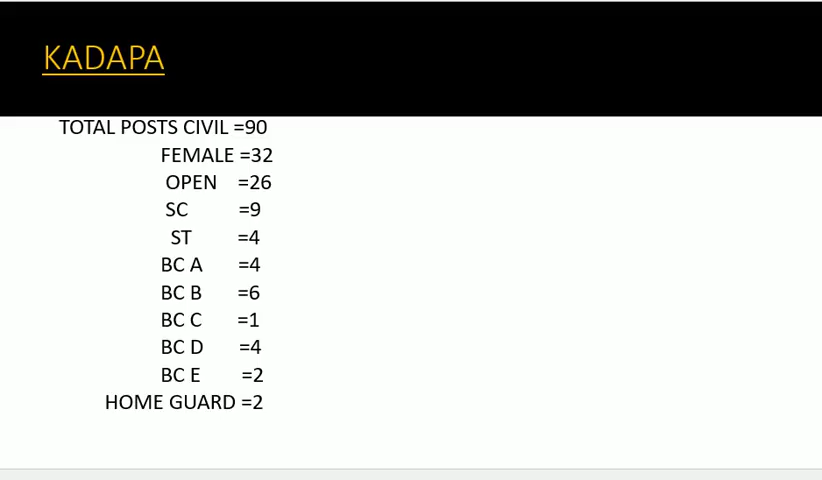 KADAPA
TOTAL POSTS CIVIL =90
FEMALE =32
OPEN =26
SC =9
ST =4
BC A =4
BC B =6
BC C =1
BC D =4
BC E =2
HOME GUARD =2